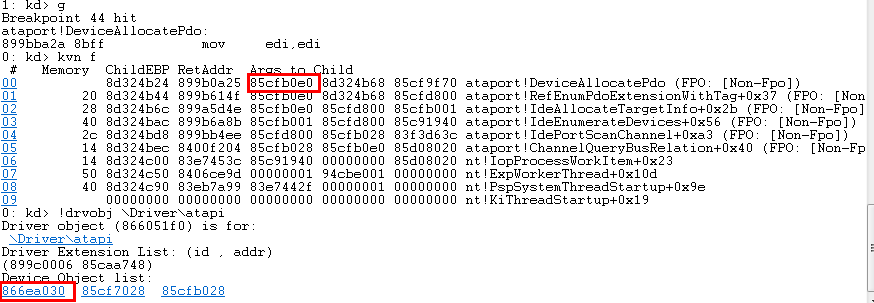 1: kd> g
Breakpoint 44 hit
ataport!DeviceAllocatePdo:
899bba2a 8bff            mov     edi,edi
0: kd> kvn f
 #   Memory  ChildEBP RetAddr  Args to Child
00           8d324b24 899b0a25 85cfb0e0 8d324b68 85cf9f70 ataport!DeviceAllocatePdo (FPO: [Non-Fpo])
01        20 8d324b44 899b614f 85cfb0e0 8d324b68 85cfd800 ataport!RefEnumPdoExtensionWithTag+0x37 (FPO: [No
02        28 8d324b6c 899a5d4e 85cfb0e0 85cfd800 85cfb001 ataport!IdeAllocateTargetInfo+0x2b (FPO: [Non-Fpo
03        40 8d324bac 899b6a8b 85cfb001 85cfd800 85c91940 ataport!IdeEnumerateDevices+0x56 (FPO: [Non-Fpo])
04        2c 8d324bd8 899bb4ee 85cfd800 85cfb028 83f3d63c ataport!IdePortScanChannel+0xa3 (FPO: [Non-Fpo])
05        14 8d324bec 8400f204 85cfb028 85cfb0e0 85d08020 ataport!ChannelQueryBusRelation+0x40 (FPO: [Non-Fp
06        14 8d324c00 83e7453c 85c91940 00000000 85d08020 nt!IopProcessWorkItem+0x23
07        50 8d324c50 8406ce9d 00000001 94cbe001 00000000 nt!ExpWorkerThread+0x10d
08        40 8d324c90 83eb7a99 83e7442f 00000001 00000000 nt!PspSystemThreadStartup+0x9e
09           00000000 00000000 00000000 00000000 00000000 nt!KiThreadStartup+0x19
0: kd> !drvobj \Driver\atapi
Driver object (866051f0) is for:
 \Driver\atapi
Driver Extension List: (id , addr)
(899c0006 85caa748)
Device Object list:
866ea030  85cf7028  85cfb028